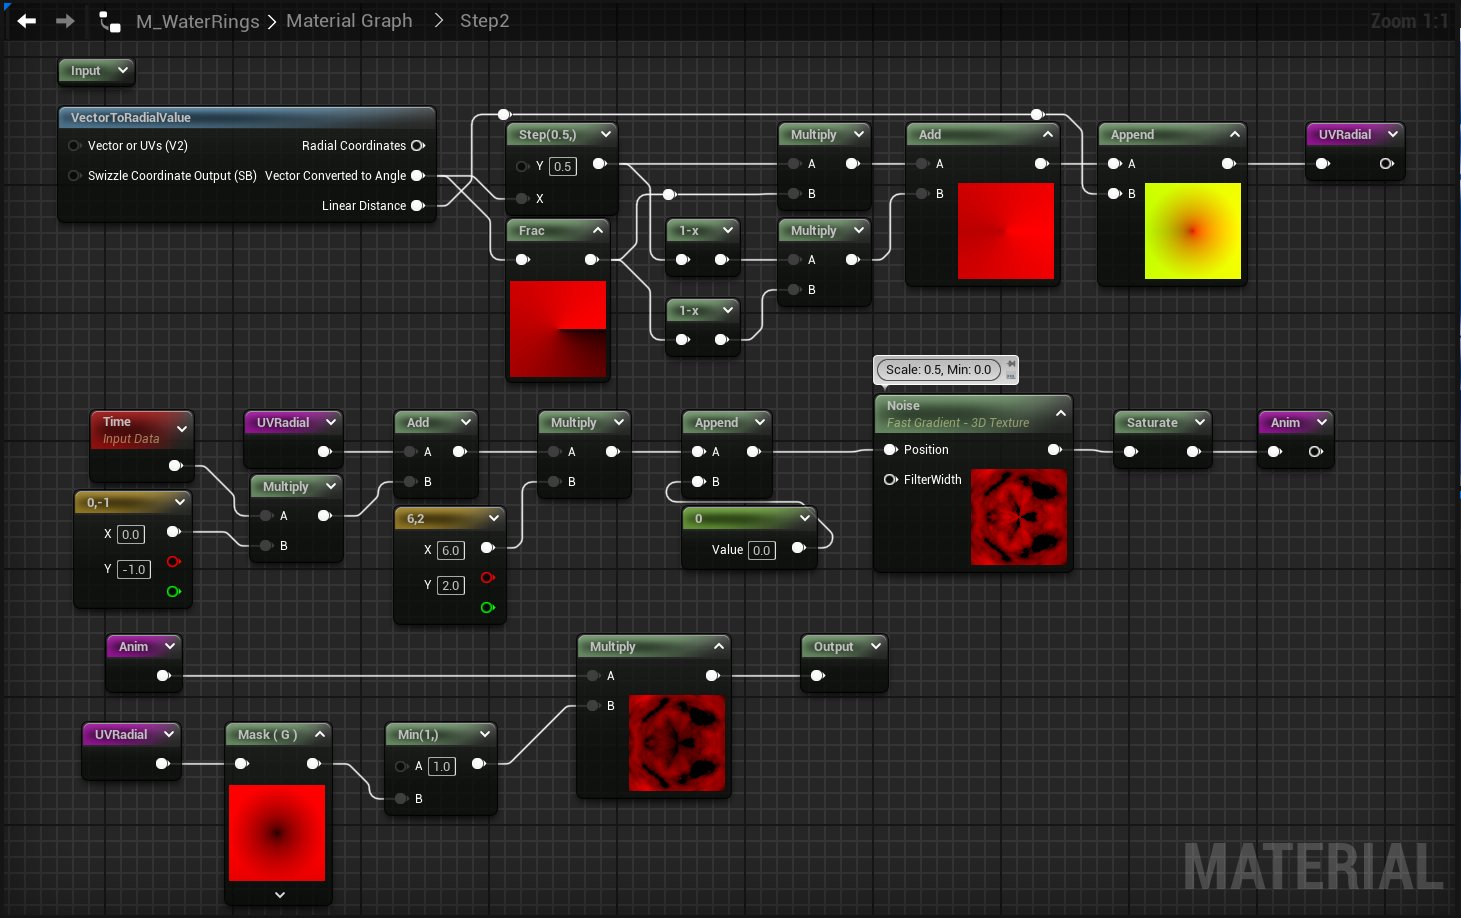 M_WaterRings > Material Graph > Step2
Zoom 1:1
Input
VectorToRadialValue
Vector or UVs (V2)
Radial Coordinates
Swizzle Coordinate Output (SB)
Vector Converted to Angle
Linear Distance
Step(0.5,)
Y 0.5
X
Frac
1-x
1-x
Multiply
A
B
Multiply
A
B
Add
A
B
Append
A
B
UVRadial
Time
Input Data
0,-1
X 0.0
Y -1.0
UVRadial
Multiply
A
B
Add
A
B
6,2
X 6.0
Y 2.0
Multiply
A
B
Append
A
B
0
Value 0.0
Scale: 0.5, Min: 0.0
Noise
Fast Gradient - 3D Texture
Position
FilterWidth
Saturate
Anim
Anim
UVRadial
Mask ( G )
Min(1,)
A 1.0
B
Multiply
A
B
Output
MATERIAL